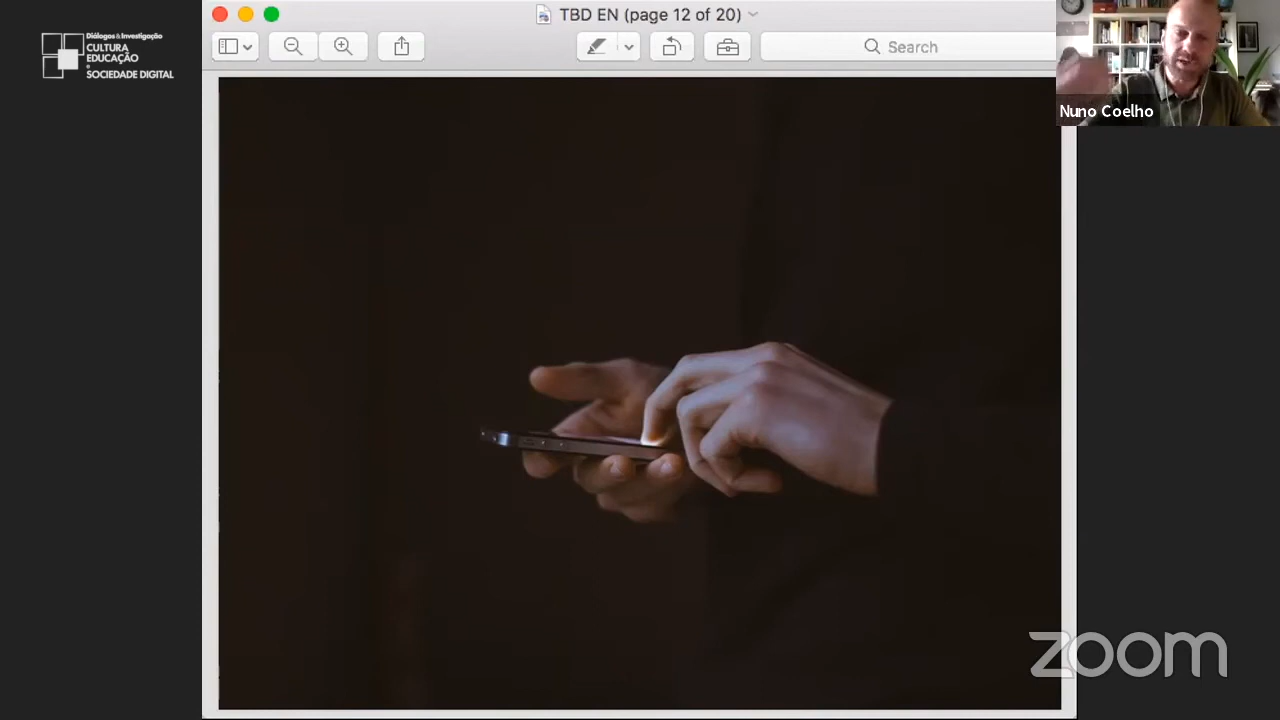 Diálogos & Investigação
CULTURA
EDUCAÇÃO
e
SOCIEDADE DIGITAL
TBD EN (page 12 of 20)
Search
Nuno Coelho
zoom